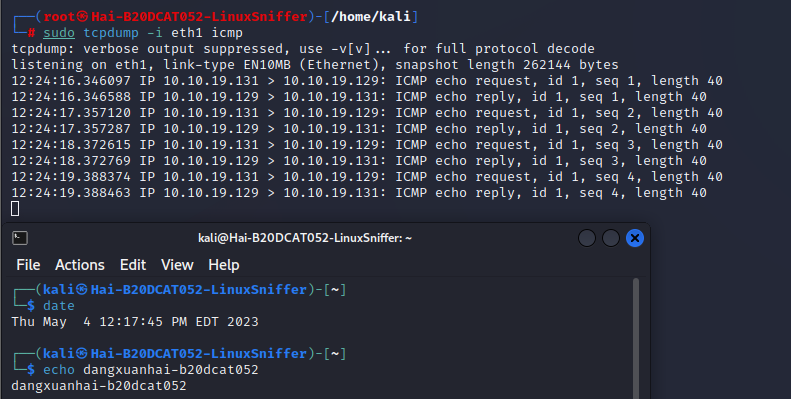 ┌──(root㉿Hai-B20DCAT052-LinuxSniffer)-[/home/kali]
└─# sudo tcpdump -i eth1 icmp
tcpdump: verbose output suppressed, use -v[v]... for full protocol decode
listening on eth1, link-type EN10MB (Ethernet), snapshot length 262144 bytes
12:24:16.346097 IP 10.10.19.131 > 10.10.19.129: ICMP echo request, id 1, seq 1, length 40
12:24:16.346588 IP 10.10.19.129 > 10.10.19.131: ICMP echo reply, id 1, seq 1, length 40
12:24:17.357120 IP 10.10.19.131 > 10.10.19.129: ICMP echo request, id 1, seq 2, length 40
12:24:17.357287 IP 10.10.19.129 > 10.10.19.131: ICMP echo reply, id 1, seq 2, length 40
12:24:18.372615 IP 10.10.19.131 > 10.10.19.129: ICMP echo request, id 1, seq 3, length 40
12:24:18.372769 IP 10.10.19.129 > 10.10.19.131: ICMP echo reply, id 1, seq 3, length 40
12:24:19.388374 IP 10.10.19.131 > 10.10.19.129: ICMP echo request, id 1, seq 4, length 40
12:24:19.388463 IP 10.10.19.129 > 10.10.19.131: ICMP echo reply, id 1, seq 4, length 40
kali@Hai-B20DCAT052-LinuxSniffer: ~
File Actions Edit View Help
┌──(kali㉿Hai-B20DCAT052-LinuxSniffer)-[~]
└─$ date
Thu May  4 12:17:45 PM EDT 2023
┌──(kali㉿Hai-B20DCAT052-LinuxSniffer)-[~]
└─$ echo dangxuanhai-b20dcat052
dangxuanhai-b20dcat052